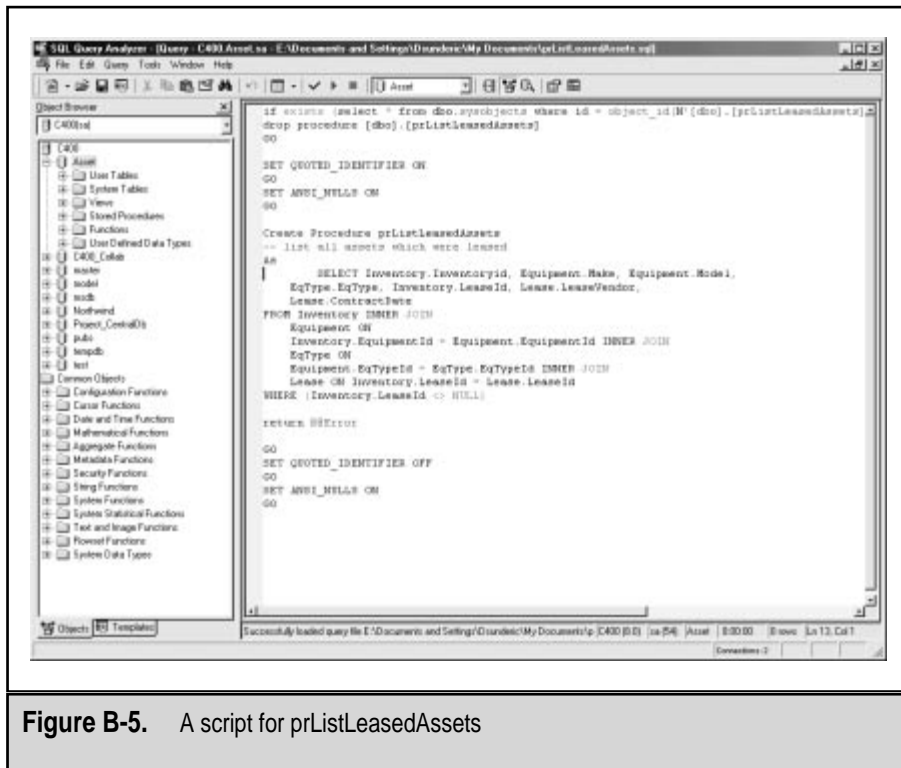 SQL Query Analyzer - [Query - C400.Asset.sa - E:\Documents and Settings\Dsunderic\My Documents\prListLeasedAssets.sql]
File Edit Query Tools Window Help
Asset
Object Browser
C400(sa)
C400
Asset
User Tables
System Tables
Views
Stored Procedures
Functions
User Defined Data Types
C400_Collab
master
model
msdb
Northwind
Project_CentralDb
pubs
tempdb
test
Common Objects
Configuration Functions
Cursor Functions
Date and Time Functions
Mathematical Functions
Aggregate Functions
Metadata Functions
Security Functions
String Functions
System Functions
System Statistical Functions
Text and Image Functions
Rowset Functions
System Data Types
Objects Templates
if exists (select * from dbo.sysobjects where id = object_id(N'[dbo].[prListLeasedAssets]
drop procedure [dbo].[prListLeasedAssets]
GO
SET QUOTED_IDENTIFIER ON
GO
SET ANSI_NULLS ON
GO
Create Procedure prListLeasedAssets
-- list all assets which were leased
As
SELECT Inventory.Inventoryid, Equipment.Make, Equipment.Model,
EqType.EqType, Inventory.LeaseId, Lease.LeaseVendor,
Lease.ContractDate
FROM Inventory INNER JOIN
Equipment ON
Inventory.EquipmentId = Equipment.EquipmentId INNER JOIN
EqType ON
Equipment.EqTypeId = EqType.EqTypeId INNER JOIN
Lease ON Inventory.LeaseId = Lease.LeaseId
WHERE (Inventory.LeaseId <> NULL)
return @@Error
GO
SET QUOTED_IDENTIFIER OFF
GO
SET ANSI_NULLS ON
GO
Successfully loaded query file E:\Documents and Settings\Dsunderic\My Documents\p C400 (8.0) sa (54) Asset 0:00:00 0 rows Ln 13, Col 1
Connections: 2
Figure B-5. A script for prListLeasedAssets